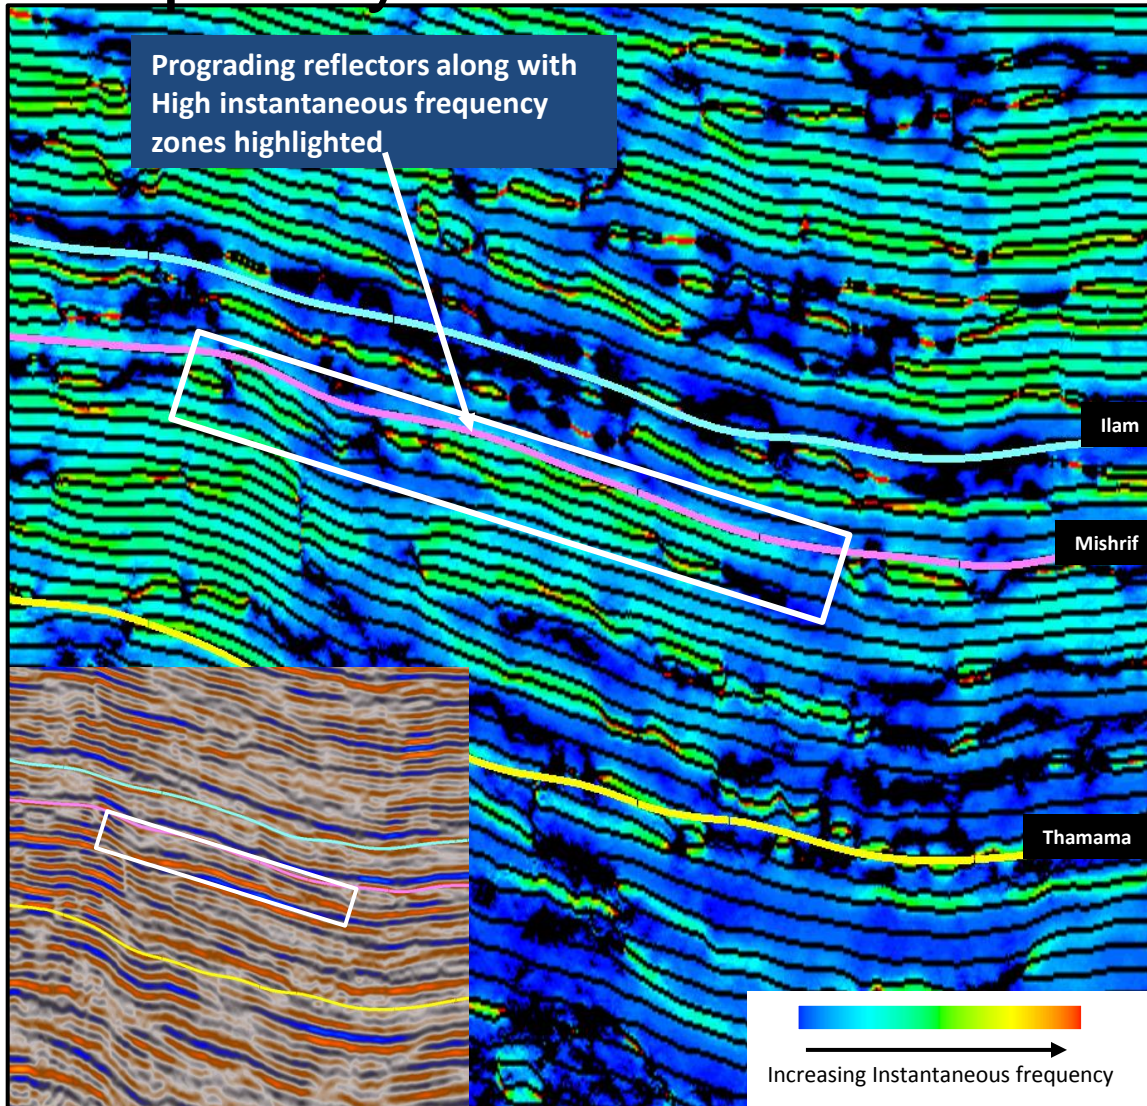 Prograding reflectors along with
High instantaneous frequency
zones highlighted
Ilam
Mishrif
Thamama
Increasing Instantaneous frequency